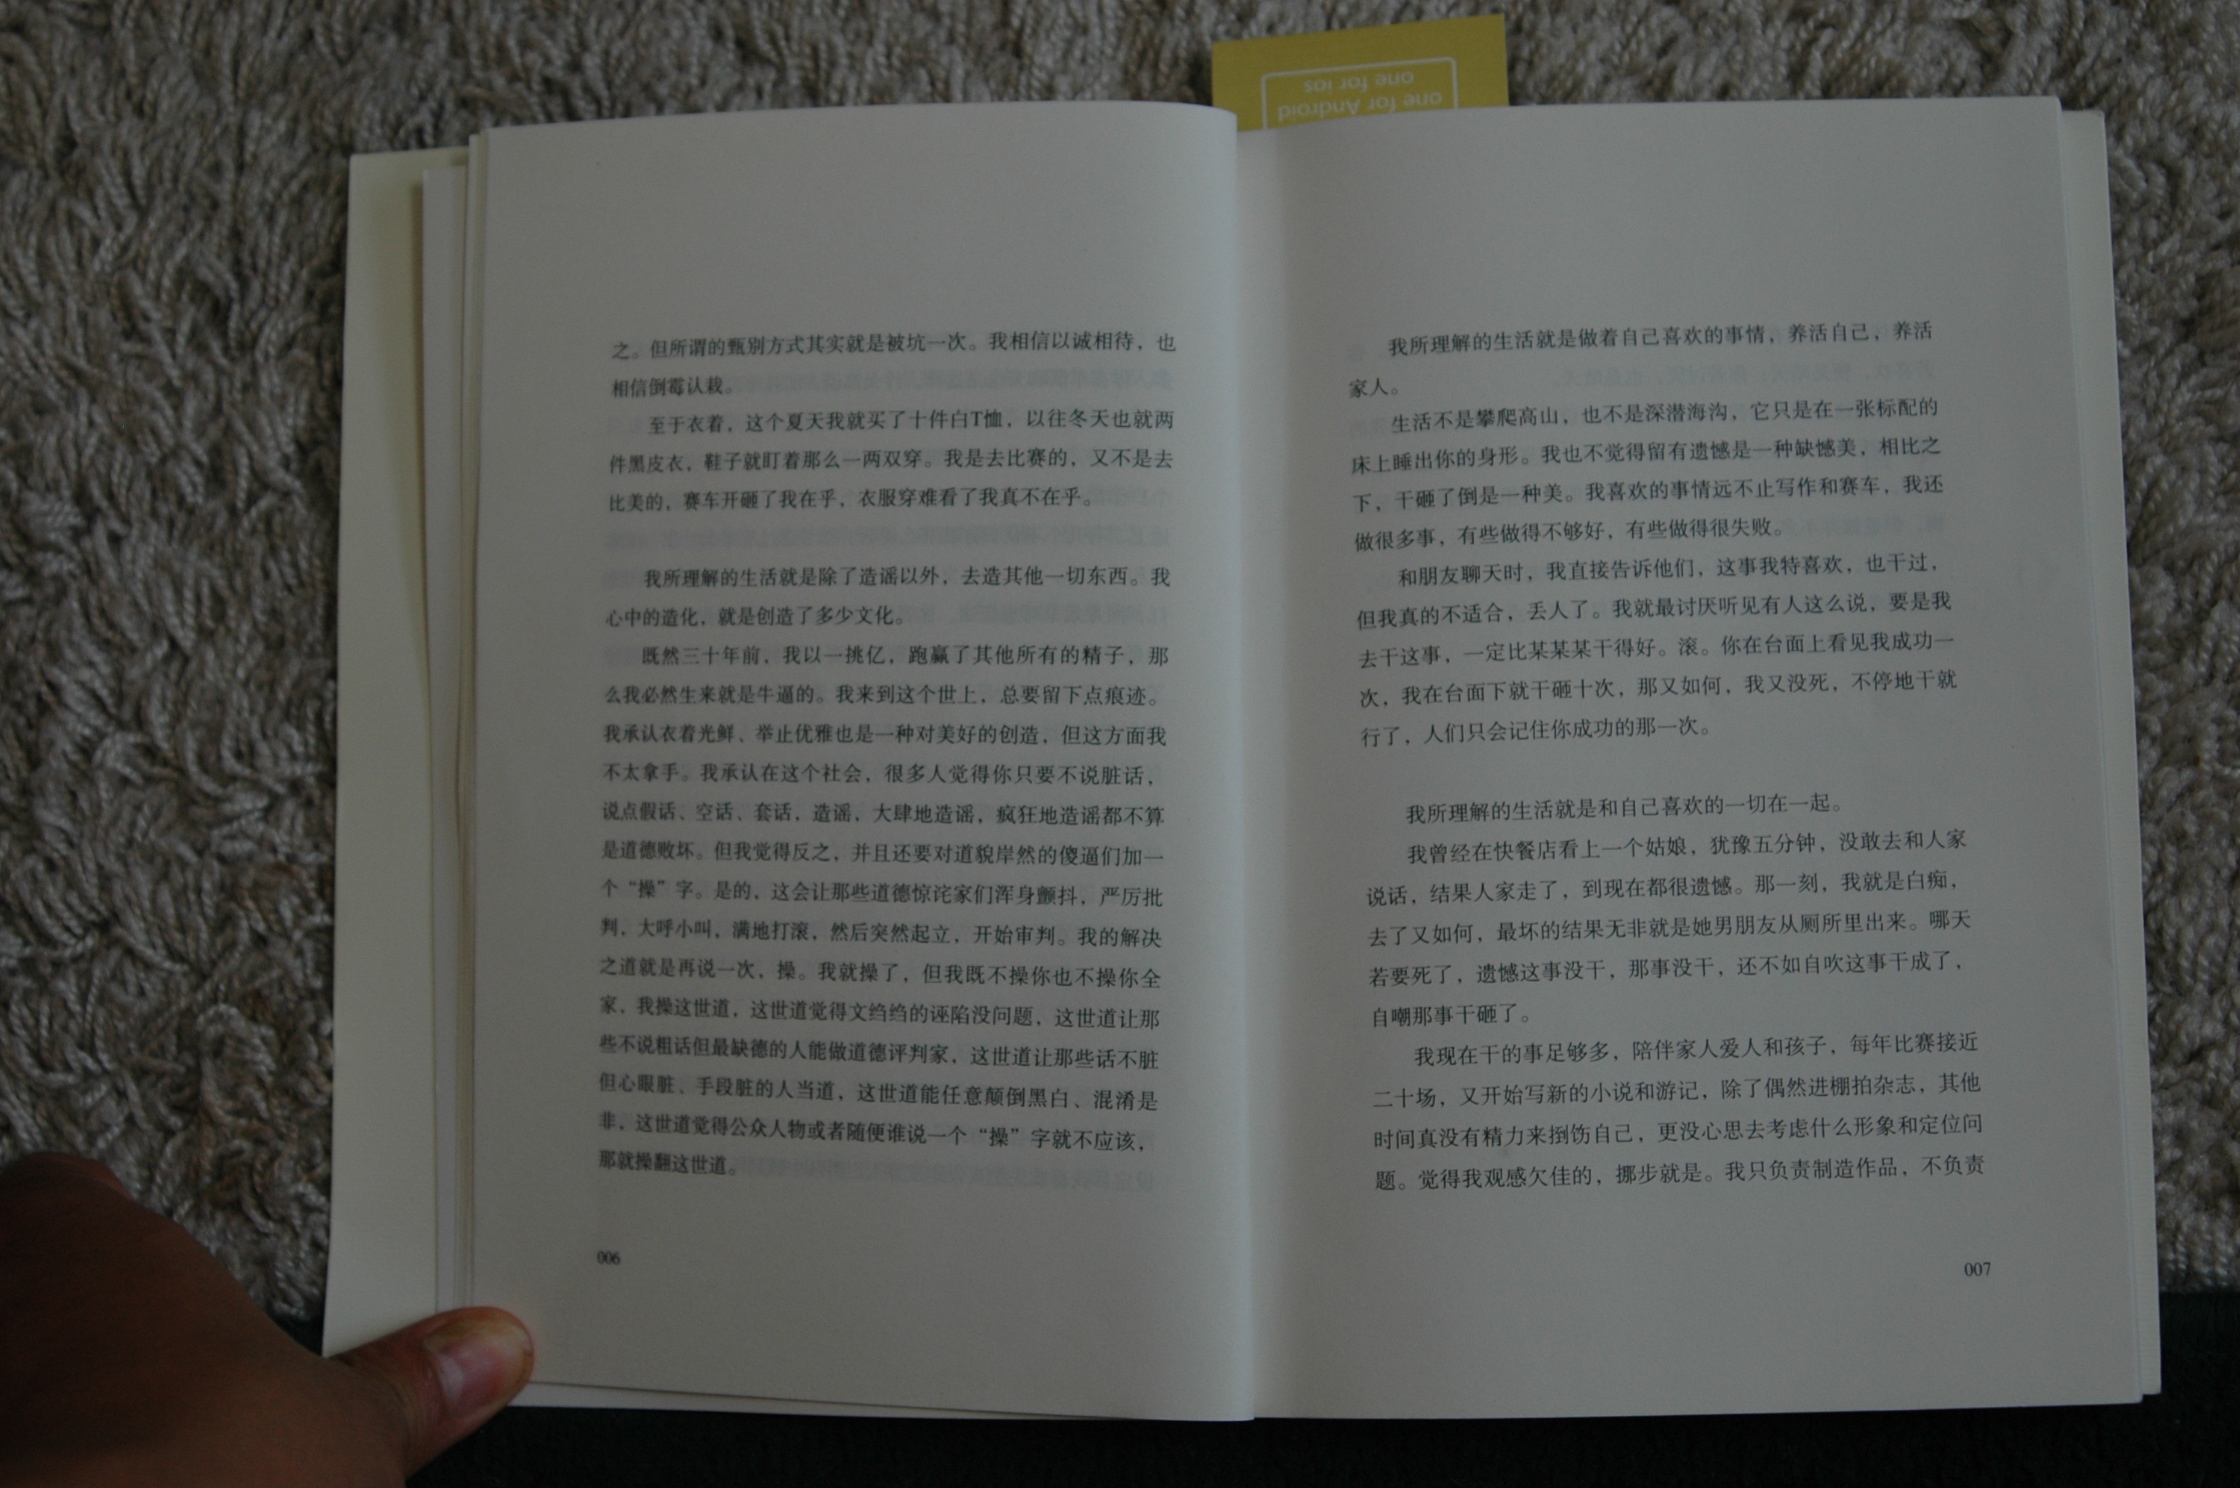 one for Android
one for ios
之。但所谓的甄别方式其实就是被坑一次。我相信以诚相待，也
相信倒霉认栽。
至于衣着，这个夏天我就买了十件白T恤，以往冬天也就两
件黑皮衣，鞋子就盯着那么一两双穿。我是去比赛的，又不是去
比美的，赛车开砸了我在乎，衣服穿难看了我真不在乎。
我所理解的生活就是除了造谣以外，去造其他一切东西。我
心中的造化，就是创造了多少文化。
既然三十年前，我以一挑亿，跑赢了其他所有的精子，那
么我必然生来就是牛逼的。我来到这个世上，总要留下点痕迹。
我承认衣着光鲜、举止优雅也是一种对美好的创造，但这方面我
不太拿手。我承认在这个社会，很多人觉得你只要不说脏话，
说点假话、空话、套话，造谣，大肆地造谣，疯狂地造谣都不算
是道德败坏。但我觉得反之，并且还要对道貌岸然的傻逼们加一
个“操”字。是的，这会让那些道德惊诧家们浑身颤抖，严厉批
判，大呼小叫，满地打滚，然后突然起立，开始审判。我的解决
之道就是再说一次，操。我就操了，但我既不操你也不操你全
家，我操这世道，这世道觉得文绉绉的诬陷没问题，这世道让那
些不说粗话但最缺德的人能做道德评判家，这世道让那些话不脏
但心眼脏、手段脏的人当道，这世道能任意颠倒黑白、混淆是
非，这世道觉得公众人物或者随便谁说一个“操”字就不应该，
那就操翻这世道。
006
我所理解的生活就是做着自己喜欢的事情，养活自己，养活
家人。
生活不是攀爬高山，也不是深潜海沟，它只是在一张标配的
床上睡出你的身形。我也不觉得留有遗憾是一种缺憾美，相比之
下，干砸了倒是一种美。我喜欢的事情远不止写作和赛车，我还
做很多事，有些做得不够好，有些做得很失败。
和朋友聊天时，我直接告诉他们，这事我特喜欢，也干过，
但我真的不适合，丢人了。我就最讨厌听见有人这么说，要是我
去干这事，一定比某某某干得好。滚。你在台面上看见我成功一
次，我在台面下就干砸十次，那又如何，我又没死，不停地干就
行了，人们只会记住你成功的那一次。
我所理解的生活就是和自己喜欢的一切在一起。
我曾经在快餐店看上一个姑娘，犹豫五分钟，没敢去和人家
说话，结果人家走了，到现在都很遗憾。那一刻，我就是白痴，
去了又如何，最坏的结果无非就是她男朋友从厕所里出来。哪天
若要死了，遗憾这事没干，那事没干，还不如自吹这事干成了，
自嘲那事干砸了。
我现在干的事足够多，陪伴家人爱人和孩子，每年比赛接近
二十场，又开始写新的小说和游记，除了偶然进棚拍杂志，其他
时间真没有精力来捯饬自己，更没心思去考虑什么形象和定位问
题。觉得我观感欠佳的，挪步就是。我只负责制造作品，不负责
007